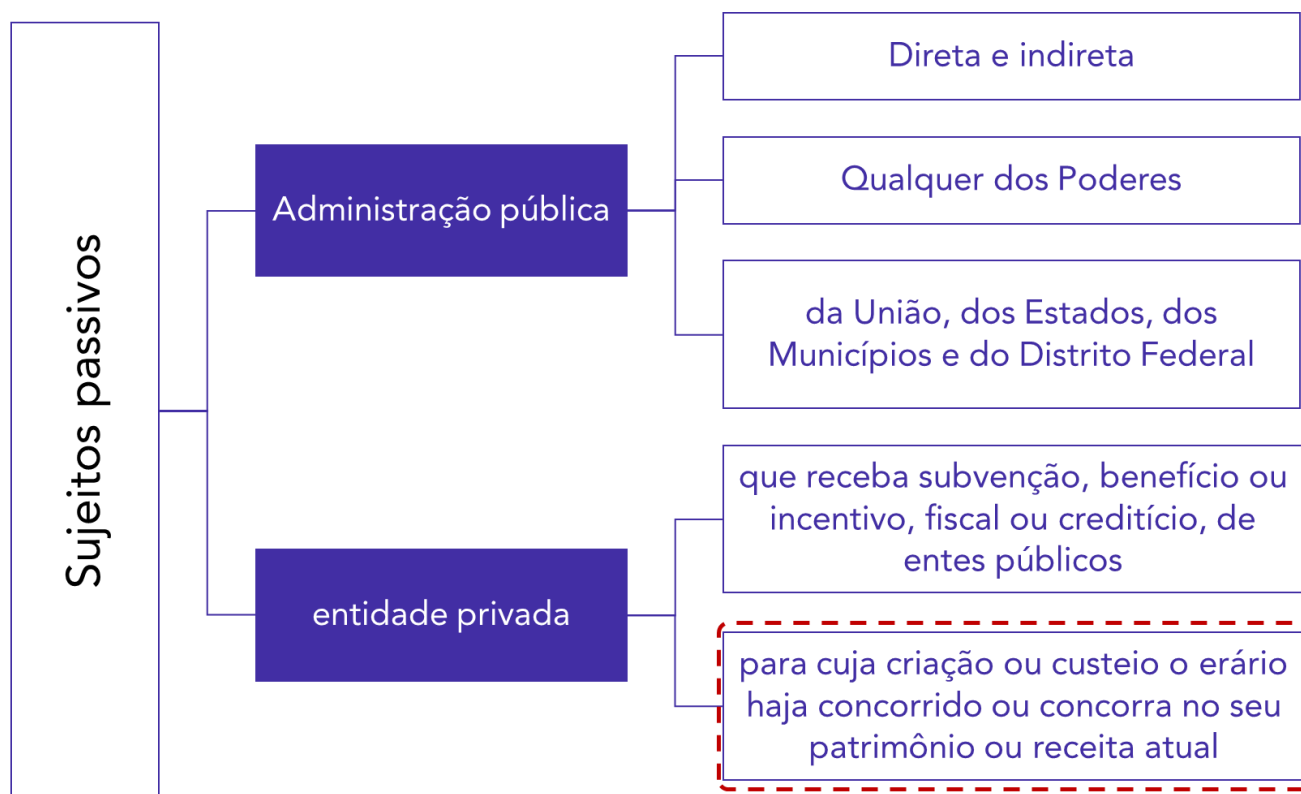 Sujeitos passivos
Administração pública
Direta e indireta
Qualquer dos Poderes
da União, dos Estados, dos
Municípios e do Distrito Federal
entidade privada
que receba subvenção, benefício ou
incentivo, fiscal ou creditício, de
entes públicos
para cuja criação ou custeio o erário
haja concorrido ou concorra no seu
patrimônio ou receita atual